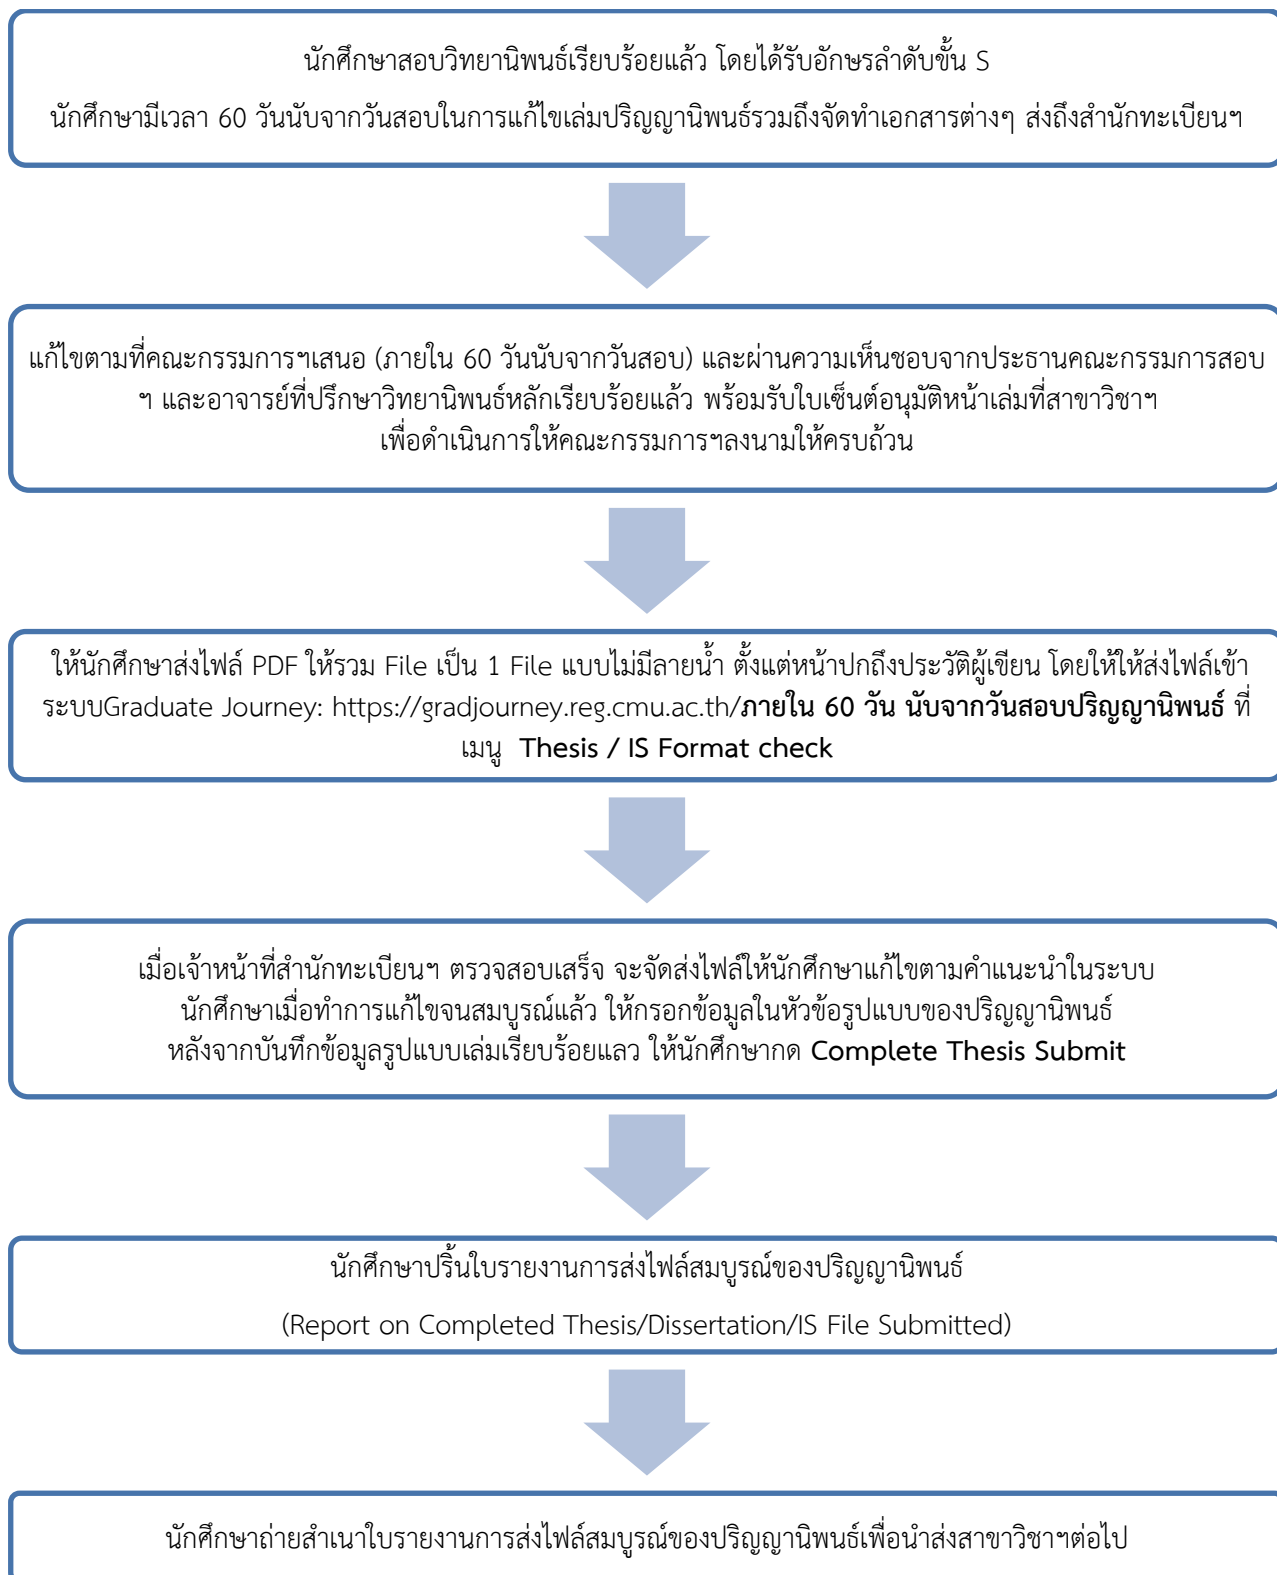 นักศึกษาสอบวิทยานิพนธ์เรียบร้อยแล้ว โดยได้รับอักษรลำดับขั้น S
นักศึกษามีเวลา 60 วันนับจากวันสอบในการแก้ไขเล่มปริญญานิพนธ์รวมถึงจัดทำเอกสารต่างๆ ส่งถึงสำนักทะเบียนฯ
แก้ไขตามที่คณะกรรมการฯเสนอ (ภายใน 60 วันนับจากวันสอบ) และผ่านความเห็นชอบจากประธานคณะกรรมการสอบ
ฯ และอาจารย์ที่ปรึกษาวิทยานิพนธ์หลักเรียบร้อยแล้ว พร้อมรับใบเซ็นต์อนุมัติหน้าเล่มที่สาขาวิชาฯ
เพื่อดำเนินการให้คณะกรรมการฯลงนามให้ครบถ้วน
ให้นักศึกษาส่งไฟล์ PDF ให้รวม File เป็น 1 File แบบไม่มีลายน้ำ ตั้งแต่หน้าปกถึงประวัติผู้เขียน โดยให้ให้ส่งไฟล์เข้า
ระบบGraduate Journey: https://gradjourney.reg.cmu.ac.th/ภายใน 60 วัน นับจากวันสอบปริญญานิพนธ์ ที่
เมนู Thesis / IS Format check
เมื่อเจ้าหน้าที่สำนักทะเบียนฯ ตรวจสอบเสร็จ จะจัดส่งไฟล์ให้นักศึกษาแก้ไขตามคำแนะนำในระบบ
นักศึกษาเมื่อทำการแก้ไขจนสมบูรณ์แล้ว ให้กรอกข้อมูลในหัวข้อรูปแบบของปริญญานิพนธ์
หลังจากบันทึกข้อมูลรูปแบบเล่มเรียบร้อยแลว ให้นักศึกษากด Complete Thesis Submit
นักศึกษาปริ้นใบรายงานการส่งไฟล์สมบูรณ์ของปริญญานิพนธ์
(Report on Completed Thesis/Dissertation/IS File Submitted)
นักศึกษาถ่ายสำเนาใบรายงานการส่งไฟล์สมบูรณ์ของปริญญานิพนธ์เพื่อนำส่งสาขาวิชาฯต่อไป